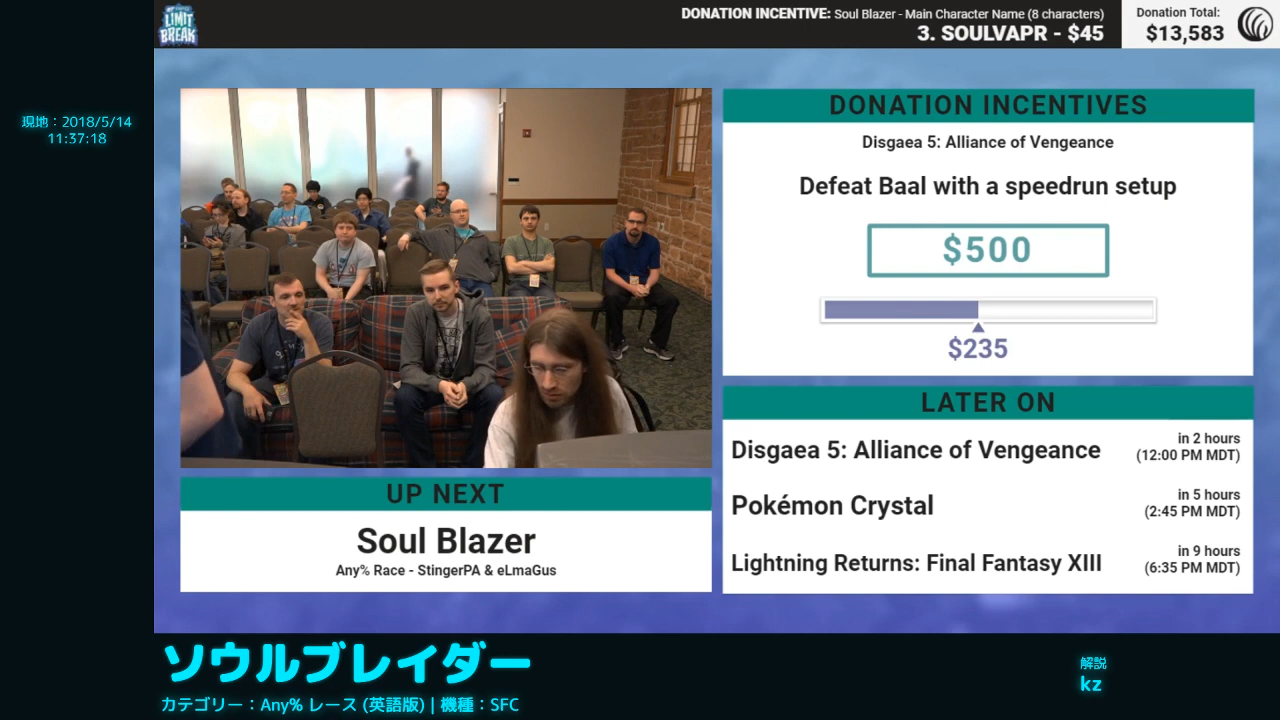 LIMIT
BREAK
DONATION INCENTIVE: Soul Blazer - Main Character Name (8 characters)
3. SOULVAPR - $45
Donation Total:
$13,583
現地：2018/5/14
11:37:18
DONATION INCENTIVES
Disgaea 5: Alliance of Vengeance
Defeat Baal with a speedrun setup
$500
$235
UP NEXT
Soul Blazer
Any% Race - StingerPA & eLmaGus
LATER ON
Disgaea 5: Alliance of Vengeance
in 2 hours
(12:00 PM MDT)
Pokémon Crystal
in 5 hours
(2:45 PM MDT)
Lightning Returns: Final Fantasy XIII
in 9 hours
(6:35 PM MDT)
ソウルブレイダー
カテゴリー：Any% レース (英語版) | 機種：SFC
解説
kz